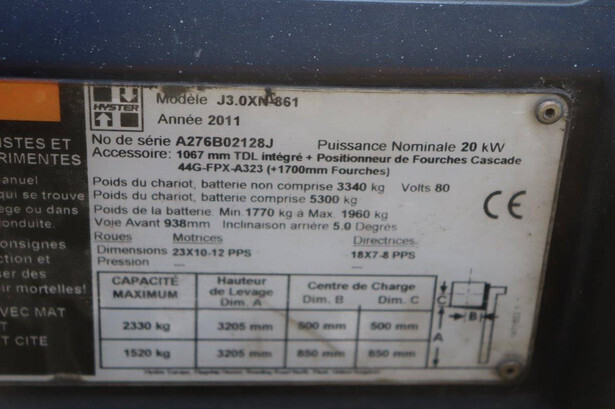 HYSTER
Modèle J3.0XN-861
Année 2011
No de série A276B02128J Puissance Nominale 20 kW
Accessoire: 1067 mm TDL intégré + Positionneur de Fourches Cascade
44G-FPX-A323 (+1700mm Fourches)
Poids du chariot, batterie non comprise 3340 kg Volts 80
Poids du chariot, batterie comprise 5300 kg
Poids de la batterie. Min 1770 kg à Max. 1960 kg
Voie Avant 938mm Inclinaison arrière 5.0 Degrés
Roues Motrices Directrices
Dimensions 23X10-12 PPS 18X7-8 PPS
Pression — —
CAPACITÉ MAXIMUM Hauteur de Levage Dim. A Centre de Charge Dim. B Dim. C
2330 kg 3205 mm 500 mm 500 mm
1520 kg 3205 mm 850 mm 850 mm
CE
C
B
A
ISTES ET
RIMENTES
anuel
qui se trouve
ège ou dans
conduite.
consignes
ction et
ser des
ir mortelles!
VEC MAT
T CITE